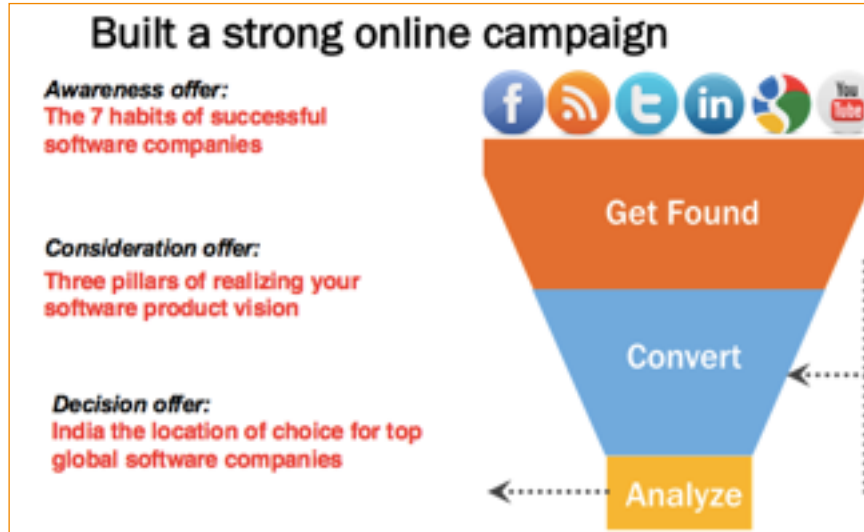 Built a strong online campaign
Awareness offer:
The 7 habits of successful
software companies
Consideration offer:
Three pillars of realizing your
software product vision
Decision offer:
India the location of choice for top
global software companies
f
t
in
You
Tube
Get Found
Convert
Analyze